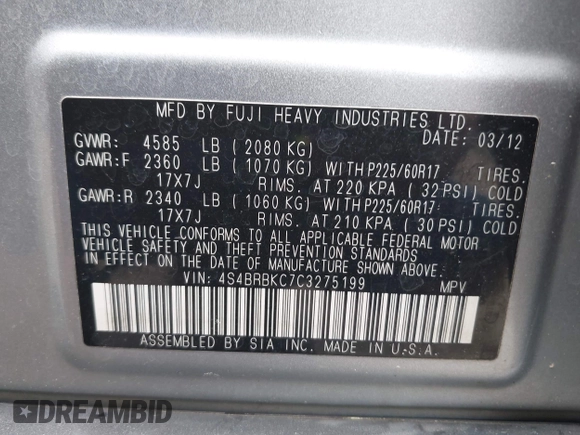 MFD BY FUJI HEAVY INDUSTRIES LTD.
DATE: 03/12
GVWR: 4585 LB ( 2080 KG)
GAWR:F 2360 LB ( 1070 KG) WITH P225/60R17 TIRES.
17X7J RIMS. AT 220 KPA ( 32 PSI) COLD
GAWR:R 2340 LB ( 1060 KG) WITH P225/60R17 TIRES.
17X7J RIMS. AT 210 KPA ( 30 PSI) COLD
THIS VEHICLE CONFORMS TO ALL APPLICABLE FEDERAL MOTOR
VEHICLE SAFETY AND THEFT PREVENTION STANDARDS
IN EFFECT ON THE DATE OF MANUFACTURE SHOWN ABOVE.
VIN: 4S4BRBKC7C3275199 MPV
ASSEMBLED BY SIA INC. MADE IN U.S.A.
DREAMBID